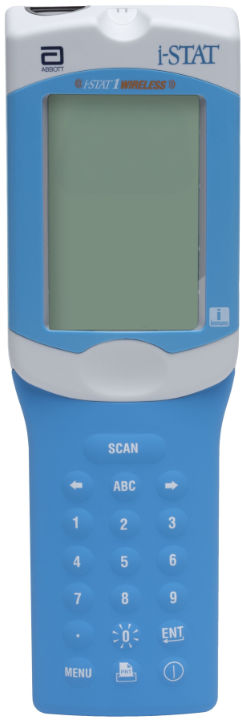 a
ABBOTT
i-STAT
i-STAT 1 WIRELESS
i
SCAN
ABC
1 2 3
4 5 6
7 8 9
. 0 ENT
MENU PRT